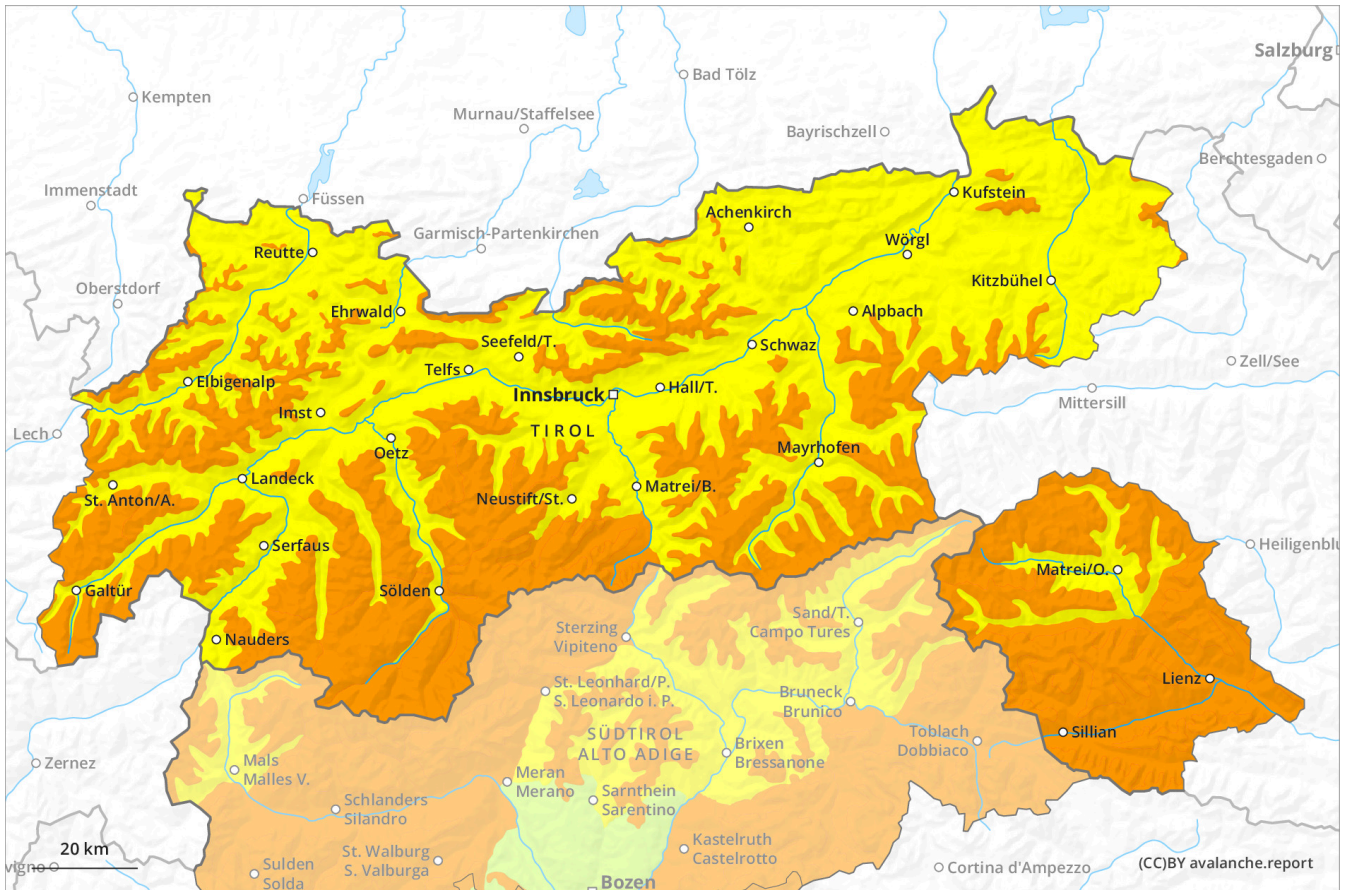 Salzburg
Bad Tölz
Kempten
Murnau/Staffelsee
Bayrischzell
Berchtesgaden
Immenstadt
Füssen
Kufstein
Achenkirch
Garmisch-Partenkirchen
Wörgl
Reutte
Kitzbühel
Oberstdorf
Ehrwald
Alpbach
Seefeld/T.
Schwaz
Zell/See
Telfs
Elbigenalp
Innsbruck
Hall/T.
Mittersill
Imst
TIROL
Lech
Oetz
Mayrhofen
Landeck
Matrei/B.
St. Anton/A.
Neustift/St.
Serfaus
Heiligenblu
Matrei/O.
Galtür
Sölden
Sand/T.
Campo Tures
Sterzing
Vipiteno
Nauders
Lienz
St. Leonhard/P.
S. Leonardo i. P.
Bruneck
Brunico
SÜDTIROL
ALTO ADIGE
Sillian
Toblach
Dobbiaco
Brixen
Bressanone
Zernez
Mals
Malles V.
Meran
Merano
Sarnthein
Sarentino
Schlanders
Silandro
20 km
Kastelruth
Castelrotto
St. Walburg
S. Valburga
vigno
Sulden
Solda
Cortina d'Ampezzo
(CC)BY avalanche.report
Bozen